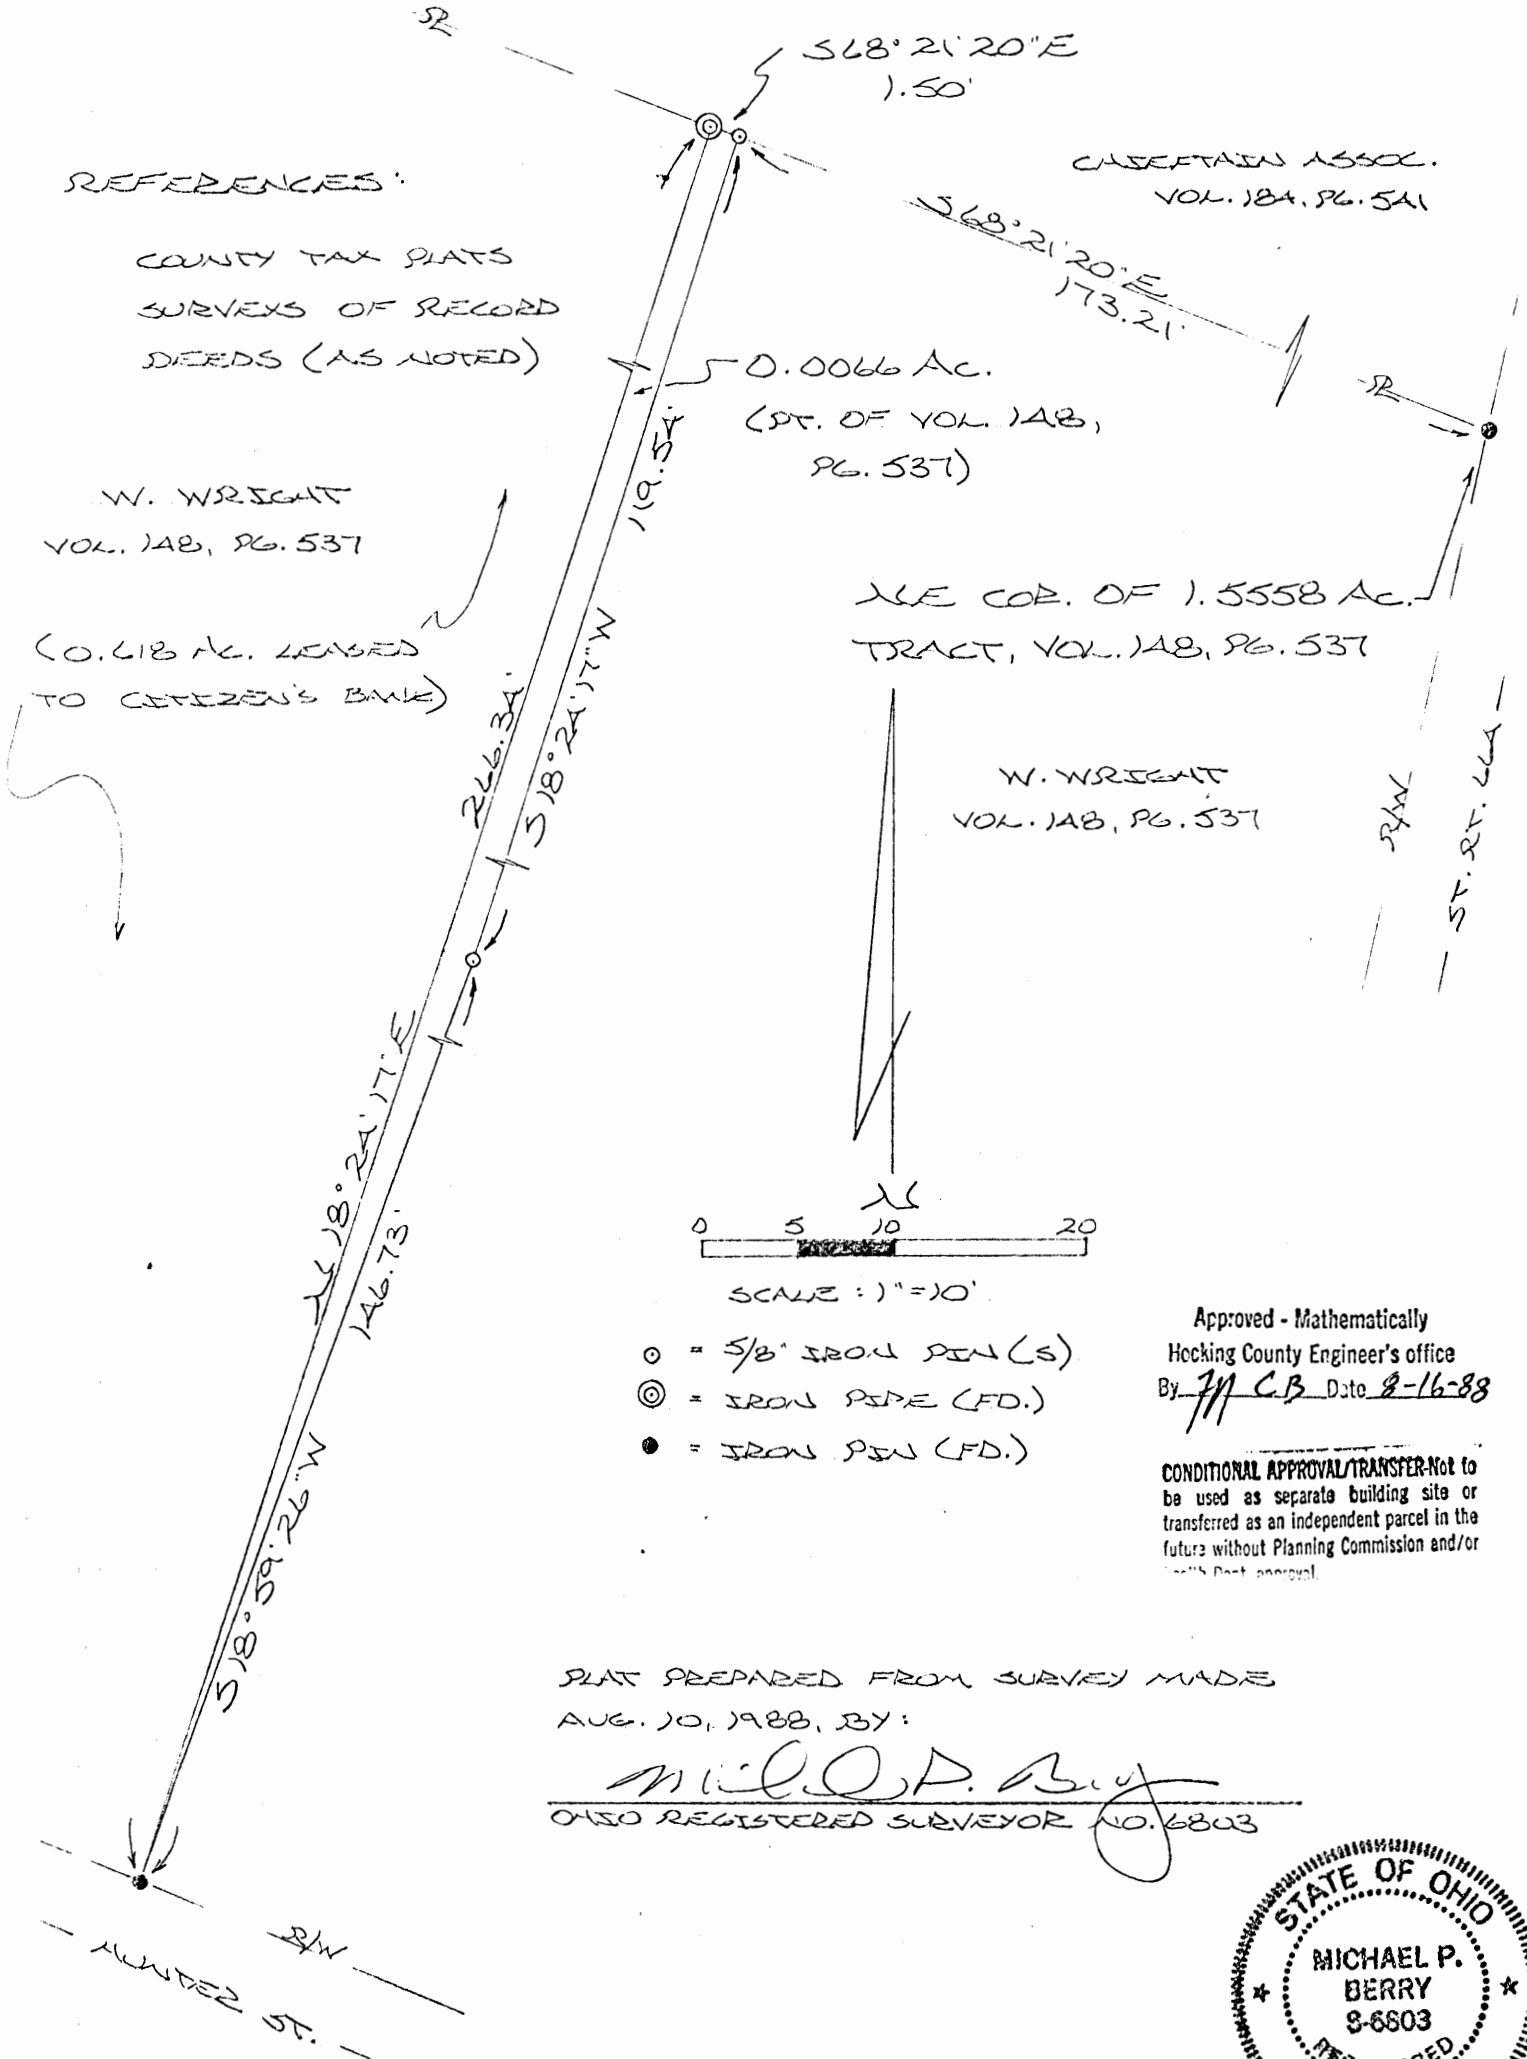 PL
S68°21'20"E
1.50'
REFERENCES:
COUNTY TAX PLATS
SURVEYS OF RECORD
DEEDS (AS NOTED)
CHIEFTAIN ASSOC.
VOL. 184, PG. 541
S68°21'20"E
173.21'
0.0066 AC.
(PT. OF VOL. 148,
PG. 537)
PL
119.54'
W. WRIGHT
VOL. 148, PG. 537
(0.618 AC. LEASED
TO CITIZEN'S BANK)
NE COR. OF 1.5558 AC.
TRACT, VOL. 148, PG. 537
266.34'
S18°24'17"W
W. WRIGHT
VOL. 148, PG. 537
R/W
ST. RT. 664
N18°24'17"E
146.73'
S18°59'26"W
N
0 5 10 20
SCALE: 1"=10'
= 5/8" IRON PIN (S)
= IRON PIPE (FD.)
= IRON PIN (FD.)
Approved - Mathematically
Hocking County Engineer's office
By CB Date 8-16-88
CONDITIONAL APPROVAL/TRANSFER-Not to
be used as separate building site or
transferred as an independent parcel in the
future without Planning Commission and/or
Dept. approval.
PLAT PREPARED FROM SURVEY MADE
AUG. 10, 1988, BY:
Michael P. Berry
OHIO REGISTERED SURVEYOR NO. 6803
R/W
HUNTER ST.
STATE OF OHIO
MICHAEL P.
BERRY
S-6803